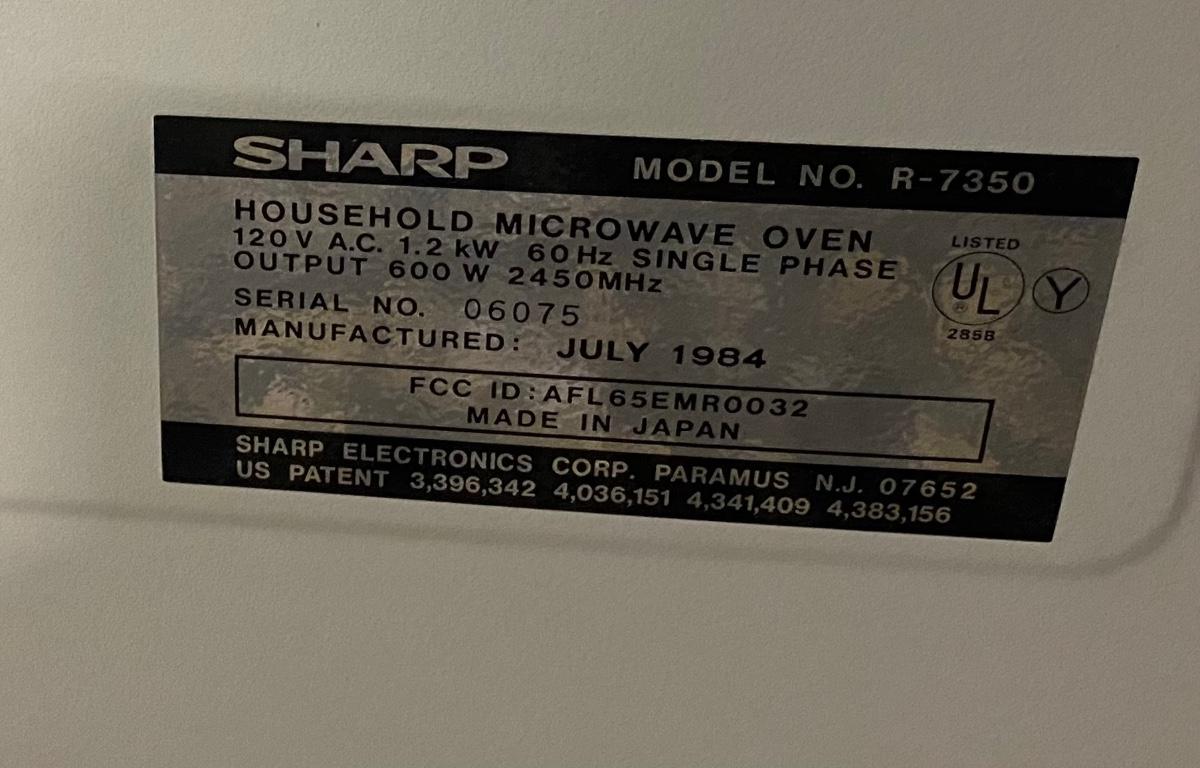 SHARP MODEL NO. R-7350
HOUSEHOLD MICROWAVE OVEN
120V A.C. 1.2 kW 60Hz SINGLE PHASE
OUTPUT 600 W 2450MHz
SERIAL NO. 06075
MANUFACTURED: JULY 1984
LISTED
UL
®
285B
Y
FCC ID:AFL65EMR0032
MADE IN JAPAN
SHARP ELECTRONICS CORP. PARAMUS N.J. 07652
US PATENT 3,396,342 4,036,151 4,341,409 4,383,156